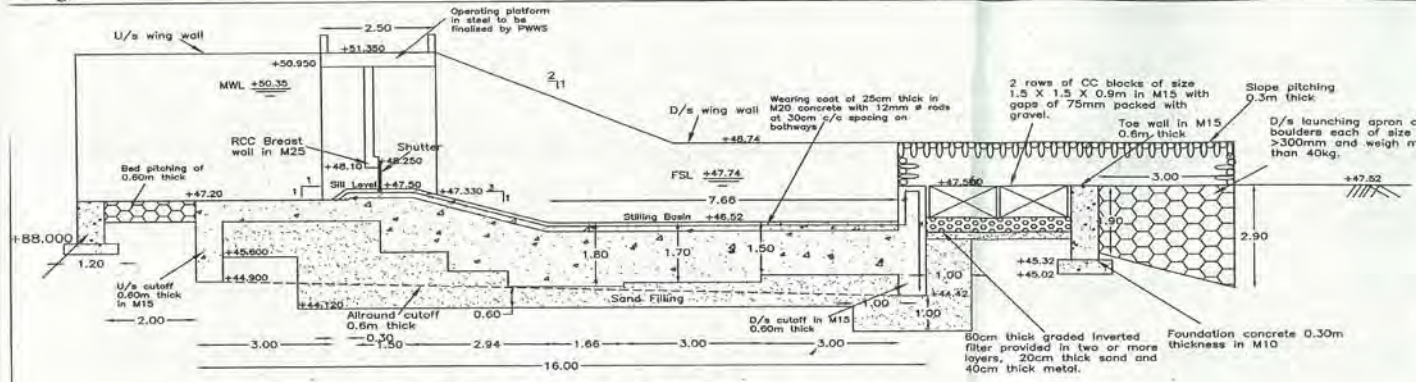 Operating platform
in steel to be
finalised by PWWS
2.50
U/s wing wall
+51.350
+50.950
MWL +50.35
2
1
RCC Breast
wall in M25
Shutter
+48.250
+48.10
D/s wing wall
+48.74
Wearing coat of 25cm thick in
M20 concrete with 12mm ø rods
at 30cm c/c spacing on
bothways
2 rows of CC blocks of size
1.5 X 1.5 X 0.9m in M15 with
gaps of 75mm packed with
gravel.
Toe wall in M15
0.6m thick
Slope pitching
0.3m thick
D/s launching apron
boulders each of size
>300mm and weigh
than 40kg.
Bed pitching of
0.60m thick
+47.20
1
1
Sill Level
+47.50
+47.330
FSL +47.74
7.66
3.00
+47.52
Stilling Basin
+46.52
+88.000
1.20
+45.600
+44.900
+44.120
1.80
1.70
1.50
1.90
2.90
1.00
+45.32
+45.02
+44.42
U/s cutoff
0.60m thick
in M15
2.00
Allround cutoff
0.6m thick
0.60
Sand Filling
D/s cutoff in M15
0.60m thick
1.00
1.00
1.00
60cm thick graded inverted
filter provided in two or more
layers, 20cm thick sand and
40cm thick metal.
Foundation concrete 0.30m
thickness in M10
3.00
0.30
1.50
2.94
1.66
3.00
3.00
16.00